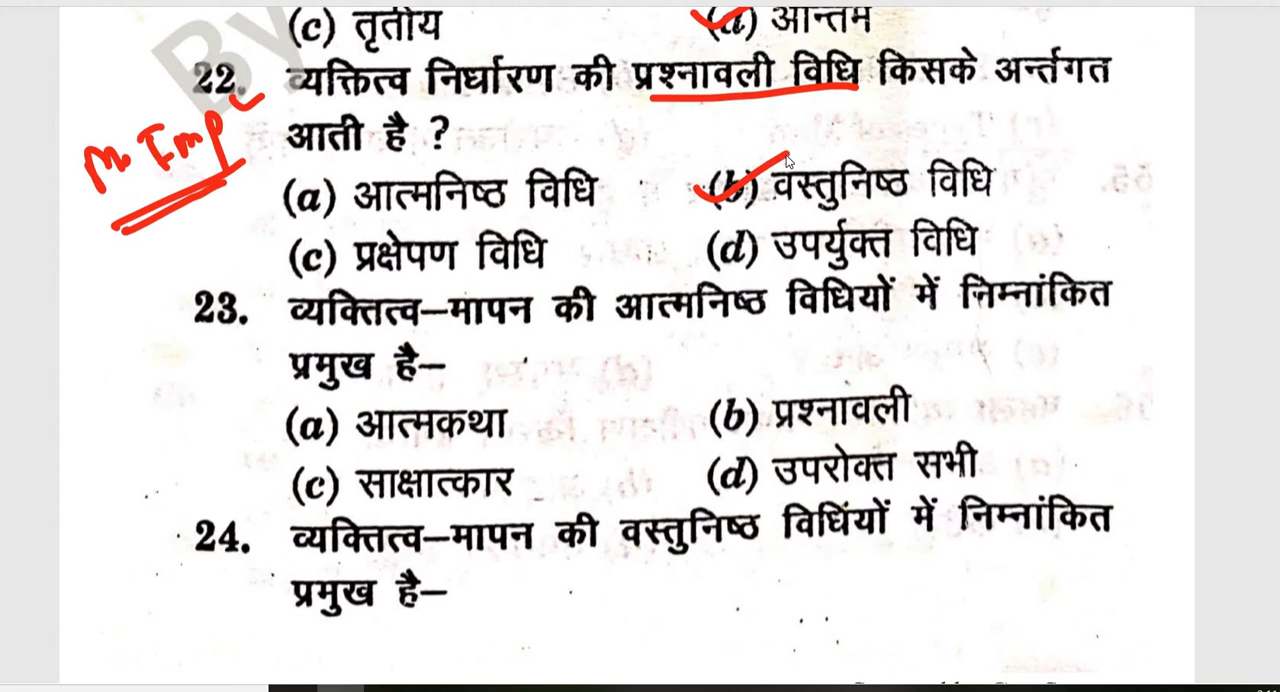 (c) तृतीय (d) अन्तिम
22. व्यक्तित्व निर्धारण की प्रश्नावली विधि किसके अर्न्तगत
M. Imp
आती है ?
(a) आत्मनिष्ठ विधि (b) वस्तुनिष्ठ विधि
(c) प्रक्षेपण विधि (d) उपर्युक्त विधि
23. व्यक्तित्व–मापन की आत्मनिष्ठ विधियों में निम्नांकित
प्रमुख है–
(a) आत्मकथा (b) प्रश्नावली
(c) साक्षात्कार (d) उपरोक्त सभी
24. व्यक्तित्व–मापन की वस्तुनिष्ठ विधियों में निम्नांकित
प्रमुख है–
By